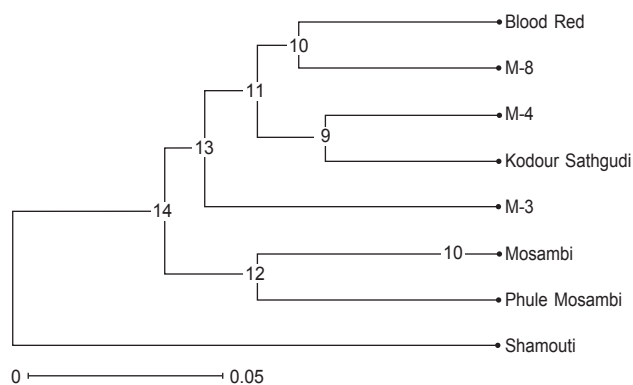 Blood Red
10
M-8
11
M-4
9
13
Kodour Sathgudi
M-3
14
10 Mosambi
12
Phule Mosambi
Shamouti
0 0.05